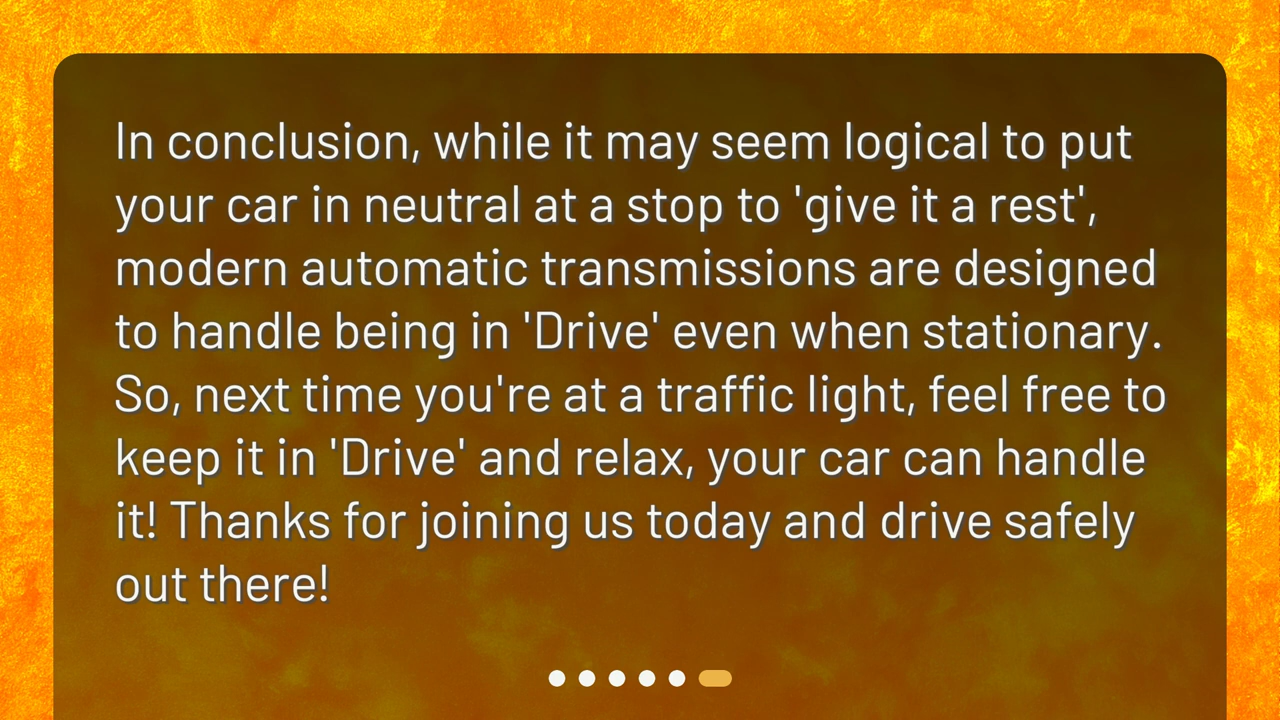 In conclusion, while it may seem logical to put
your car in neutral at a stop to 'give it a rest',
modern automatic transmissions are designed
to handle being in 'Drive' even when stationary.
So, next time you're at a traffic light, feel free to
keep it in 'Drive' and relax, your car can handle
it! Thanks for joining us today and drive safely
out there!